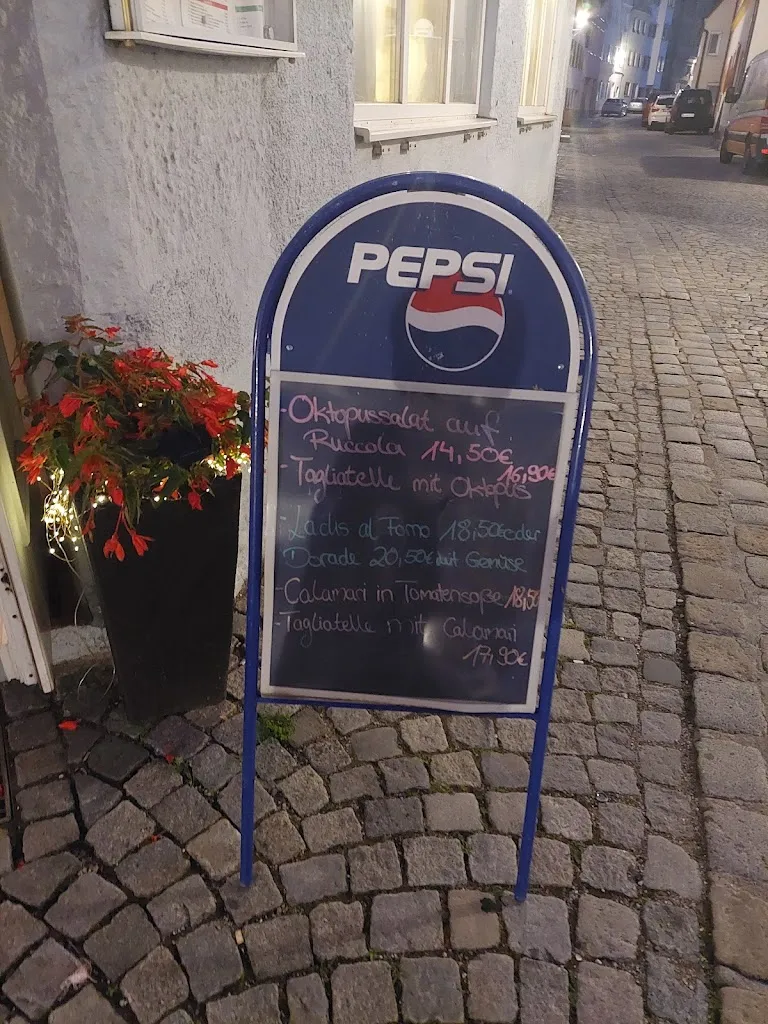 PEPSI
- Oktopussalat auf
Ruccola 14,50€
- Tagliatelle mit Oktopus 16,90€
- Lachs al Forno 18,50€ oder
Dorade 20,50€ mit Gemüse
- Calamari in Tomatensoße 18,50
- Tagliatelle mit Calamari
17,90€